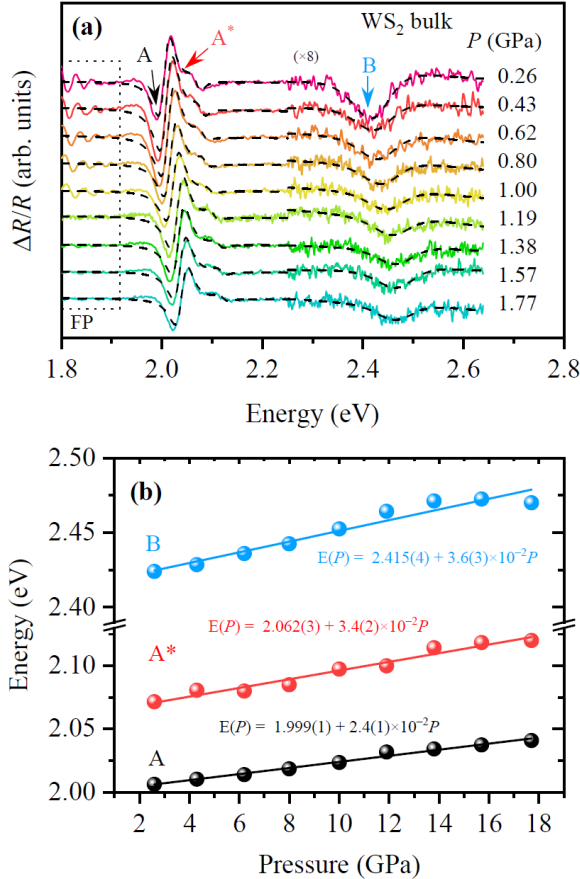 (a)
A
A*
(×8)
WS₂ bulk
B
P (GPa)
0.26
0.43
0.62
0.80
1.00
1.19
1.38
1.57
1.77
FP
ΔR/R (arb. units)
1.8 2.0 2.2 2.4 2.6 2.8
Energy (eV)
(b)
2.50
2.45
2.40
2.10
2.05
2.00
Energy (eV)
B
E(P) = 2.415(4) + 3.6(3)×10⁻²P
E(P) = 2.062(3) + 3.4(2)×10⁻²P
A*
E(P) = 1.999(1) + 2.4(1)×10⁻²P
A
2 4 6 8 10 12 14 16 18
Pressure (GPa)